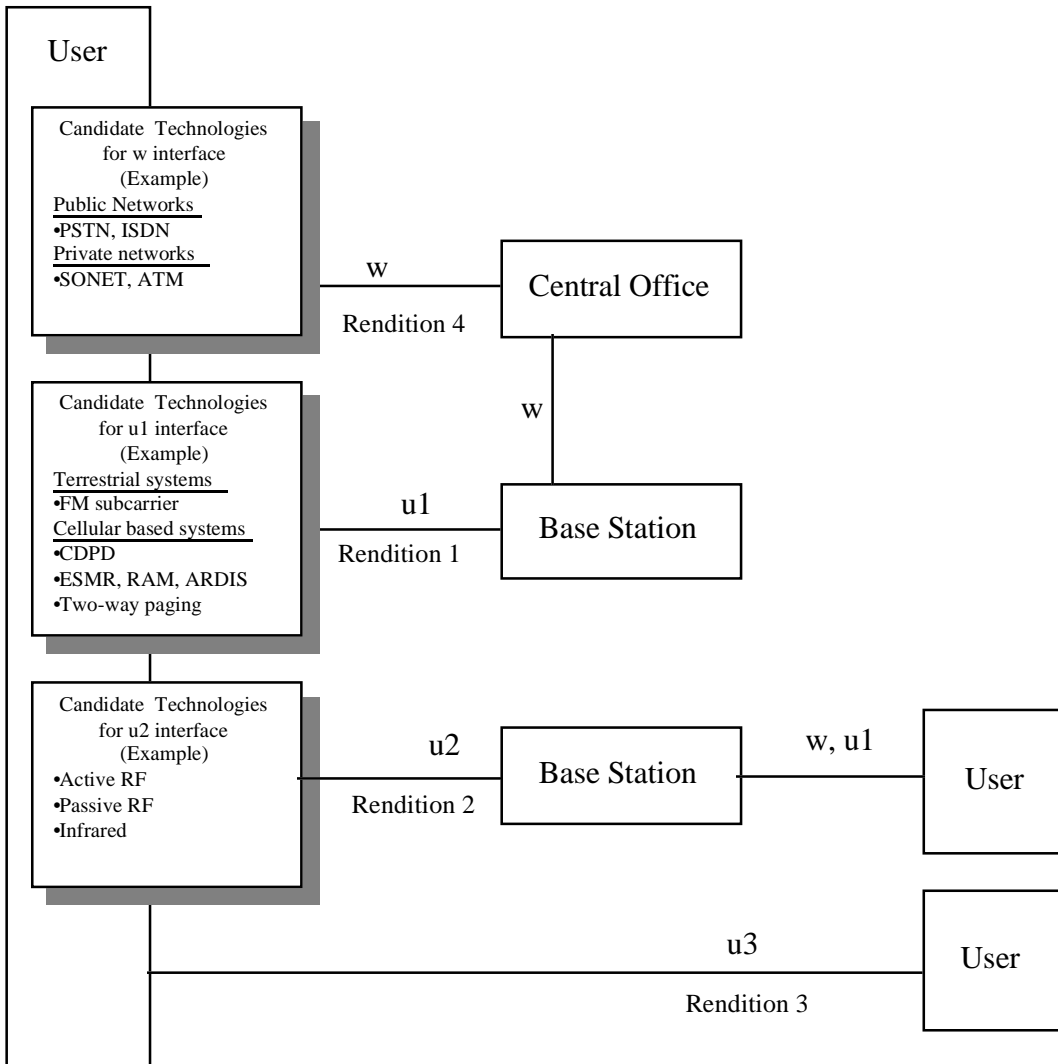 User
Candidate Technologies
for w interface
(Example)
Public Networks
•PSTN, ISDN
Private networks
•SONET, ATM
w
Rendition 4
Central Office
w
Candidate Technologies
for u1 interface
(Example)
Terrestrial systems
•FM subcarrier
Cellular based systems
•CDPD
•ESMR, RAM, ARDIS
•Two-way paging
u1
Rendition 1
Base Station
Candidate Technologies
for u2 interface
(Example)
•Active RF
•Passive RF
•Infrared
u2
Rendition 2
Base Station
w, u1
User
u3
Rendition 3
User